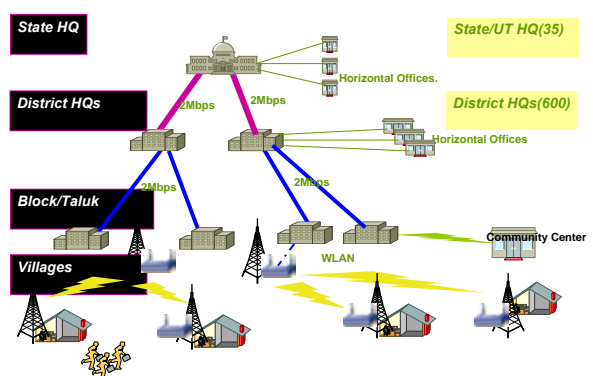 State HQ
State/UT HQ(35)
Horizontal Offices.
2Mbps
2Mbps
District HQs
District HQs(600)
Horizontal Offices
2Mbps
2Mbps
Block/Taluk
Community Center
WLAN
Villages